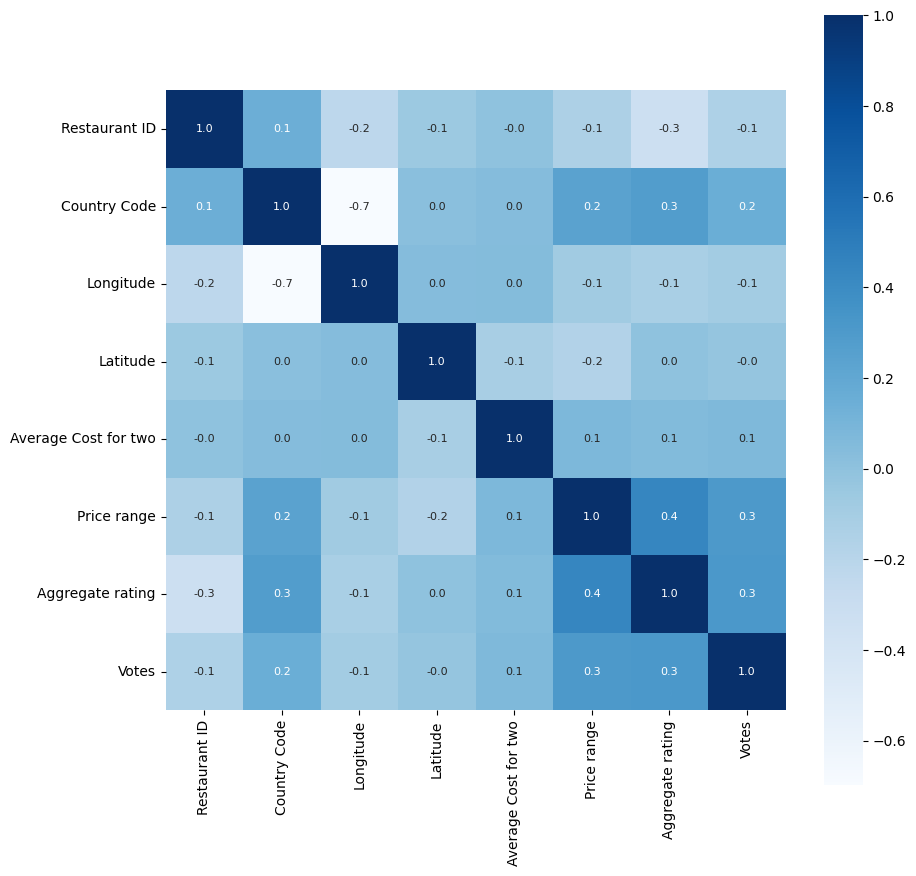 1.0
0.8
0.6
0.4
0.2
0.0
−0.2
−0.4
−0.6
Restaurant ID 1.0 0.1 -0.2 -0.1 -0.0 -0.1 -0.3 -0.1
Country Code 0.1 1.0 -0.7 0.0 0.0 0.2 0.3 0.2
Longitude -0.2 -0.7 1.0 0.0 0.0 -0.1 -0.1 -0.1
Latitude -0.1 0.0 0.0 1.0 -0.1 -0.2 0.0 -0.0
Average Cost for two -0.0 0.0 0.0 -0.1 1.0 0.1 0.1 0.1
Price range -0.1 0.2 -0.1 -0.2 0.1 1.0 0.4 0.3
Aggregate rating -0.3 0.3 -0.1 0.0 0.1 0.4 1.0 0.3
Votes -0.1 0.2 -0.1 -0.0 0.1 0.3 0.3 1.0
Restaurant ID
Country Code
Longitude
Latitude
Average Cost for two
Price range
Aggregate rating
Votes